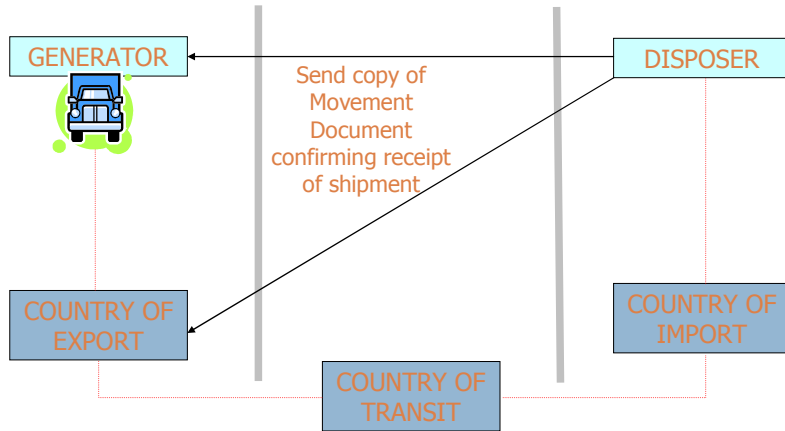 GENERATOR
DISPOSER
Send copy of
Movement
Document
confirming receipt
of shipment
COUNTRY OF
EXPORT
COUNTRY OF
IMPORT
COUNTRY OF
TRANSIT